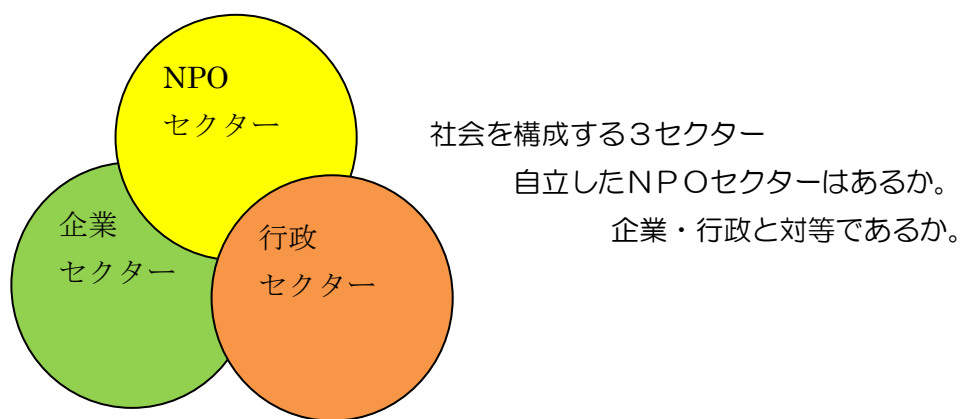 NPO
セクター
企業
セクター
行政
セクター
社会を構成する３セクター
自立したＮＰＯセクターはあるか。
企業・行政と対等であるか。